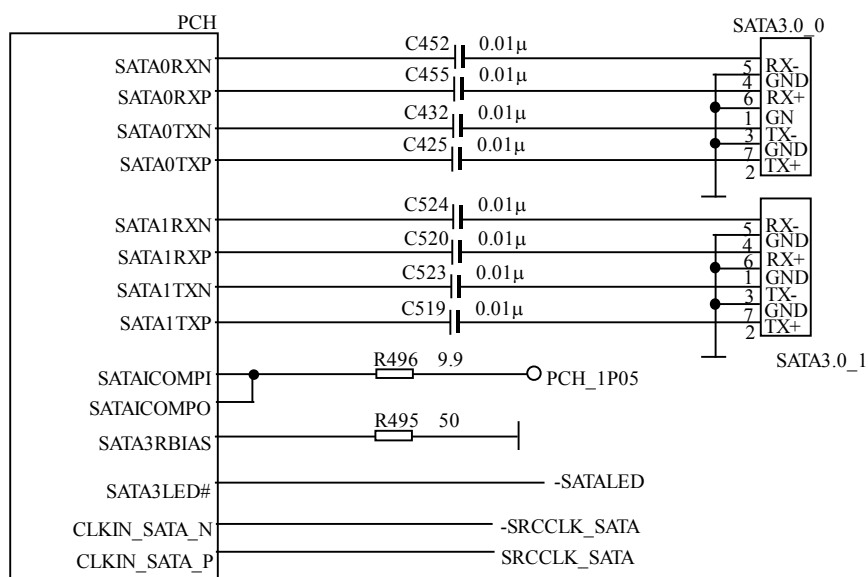 PCH
SATA3.0_0
SATA0RXN C452 0.01μ 5 RX-
4 GND
SATA0RXP C455 0.01μ 6 RX+
1 GN
SATA0TXN C432 0.01μ 3 TX-
7 GND
SATA0TXP C425 0.01μ 2 TX+
SATA1RXN C524 0.01μ 5 RX-
4 GND
SATA1RXP C520 0.01μ 6 RX+
1 GND
SATA1TXN C523 0.01μ 3 TX-
7 GND
SATA1TXP C519 0.01μ 2 TX+
SATA3.0_1
SATAICOMPI R496 9.9 PCH_1P05
SATAICOMPO
SATA3RBIAS R495 50
SATA3LED# -SATALED
CLKIN_SATA_N -SRCCLK_SATA
CLKIN_SATA_P SRCCLK_SATA